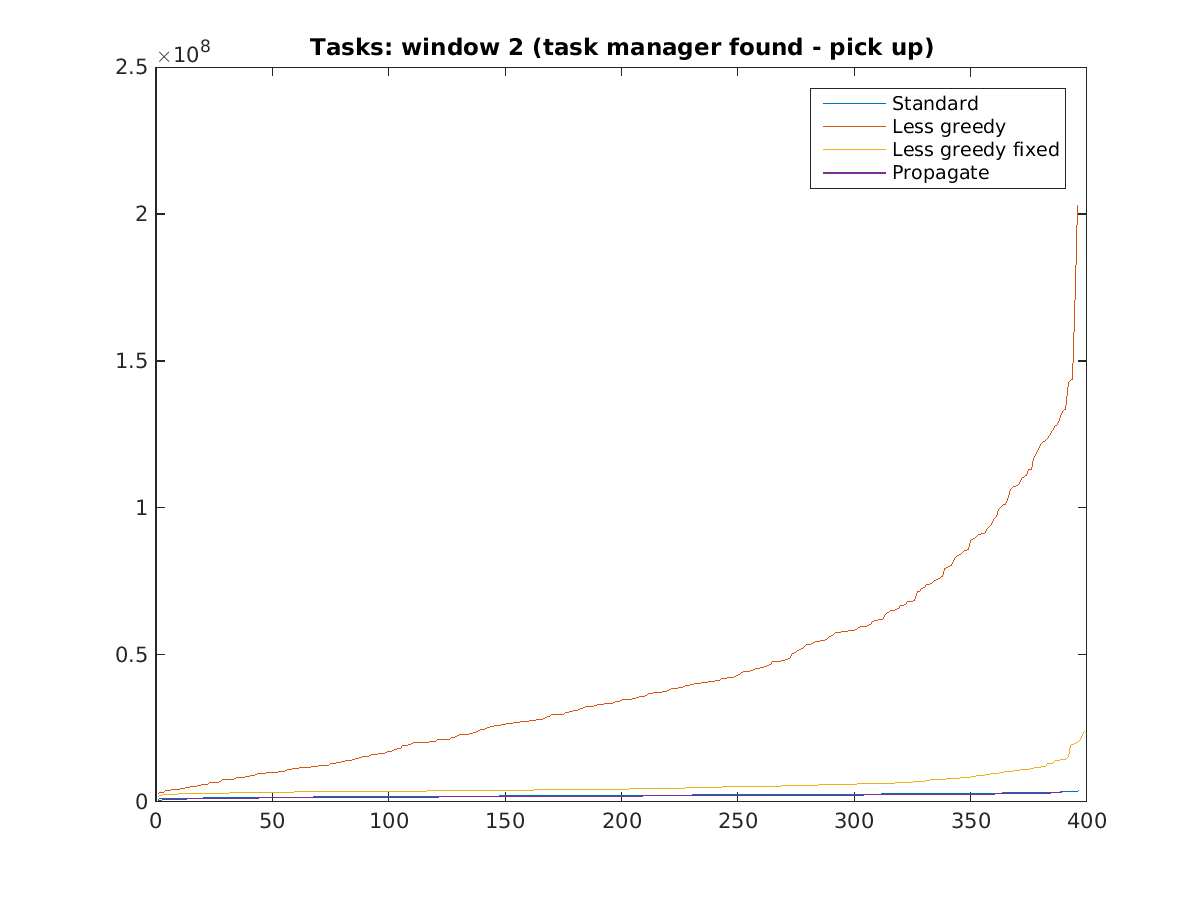 Tasks: window 2 (task manager found - pick up)
×10^8
2.5
2
1.5
1
0.5
0
0 50 100 150 200 250 300 350 400
Standard
Less greedy
Less greedy fixed
Propagate